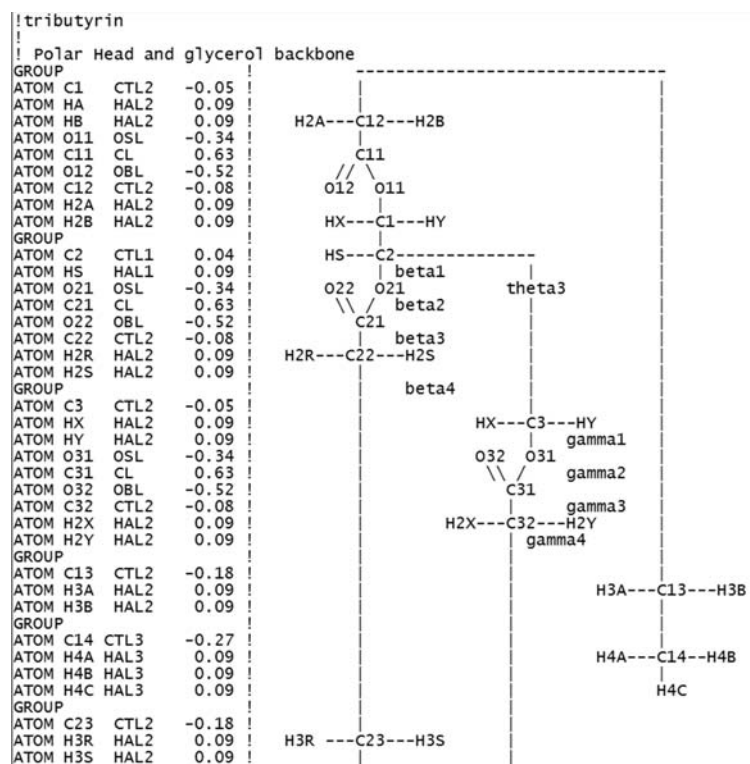 !tributyrin
!
! Polar Head and glycerol backbone
GROUP                    !           -------------------------------
ATOM C1    CTL2    -0.05 !           |                             |
ATOM HA    HAL2     0.09 !           |                             |
ATOM HB    HAL2     0.09 !    H2A---C12---H2B                      |
ATOM O11   OSL     -0.34 !           |                             |
ATOM C11   CL       0.63 !           C11                           |
ATOM O12   OBL     -0.52 !         // \                            |
ATOM C12   CTL2    -0.08 !       O12  O11                          |
ATOM H2A   HAL2     0.09 !             |                           |
ATOM H2B   HAL2     0.09 !       HX---C1---HY                      |
GROUP                    !             |                           |
ATOM C2    CTL1     0.04 !       HS---C2--------------             |
ATOM HS    HAL1     0.09 !             | beta1       |             |
ATOM O21   OSL     -0.34 !       O22  O21          theta3          |
ATOM C21   CL       0.63 !        \\ /  beta2        |             |
ATOM O22   OBL     -0.52 !          C21              |             |
ATOM C22   CTL2    -0.08 !           |  beta3        |             |
ATOM H2R   HAL2     0.09 !   H2R---C22---H2S         |             |
ATOM H2S   HAL2     0.09 !           |               |             |
GROUP                    !           |   beta4       |             |
ATOM C3    CTL2    -0.05 !           |               |             |
ATOM HX    HAL2     0.09 !           |          HX---C3---HY       |
ATOM HY    HAL2     0.09 !           |               |  gamma1     |
ATOM O31   OSL     -0.34 !           |          O32  O31           |
ATOM C31   CL       0.63 !           |           \\ /   gamma2     |
ATOM O32   OBL     -0.52 !           |             C31             |
ATOM C32   CTL2    -0.08 !           |             |    gamma3     |
ATOM H2X   HAL2     0.09 !           |       H2X---C32---H2Y       |
ATOM H2Y   HAL2     0.09 !           |             | gamma4        |
GROUP                    !           |             |               |
ATOM C13   CTL2    -0.18 !           |             |               |
ATOM H3A   HAL2     0.09 !           |             |        H3A---C13---H3B
ATOM H3B   HAL2     0.09 !           |             |               |
GROUP                    !           |             |               |
ATOM C14 CTL3      -0.27 !           |             |               |
ATOM H4A HAL3       0.09 !           |             |        H4A---C14--H4B
ATOM H4B HAL3       0.09 !           |             |               |
ATOM H4C HAL3       0.09 !           |             |              H4C
GROUP                    !           |             |
ATOM C23   CTL2    -0.18 !           |             |
ATOM H3R   HAL2     0.09 !   H3R ---C23---H3S      |
ATOM H3S   HAL2     0.09 !           |             |